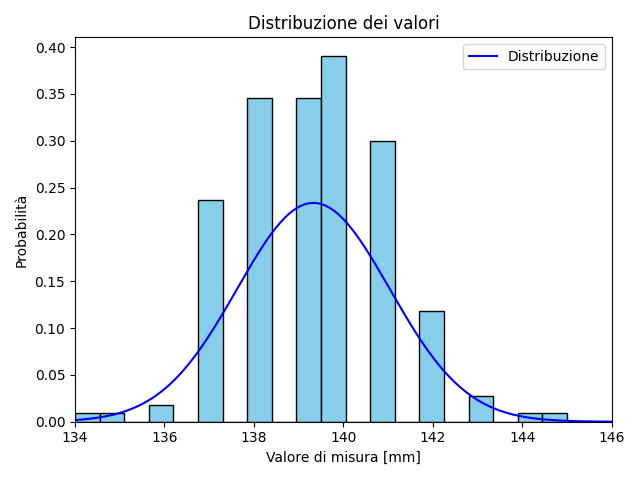 Distribuzione dei valori
Distribuzione
0.40
0.35
0.30
0.25
0.20
0.15
0.10
0.05
0.00
Probabilità
134 136 138 140 142 144 146
Valore di misura [mm]